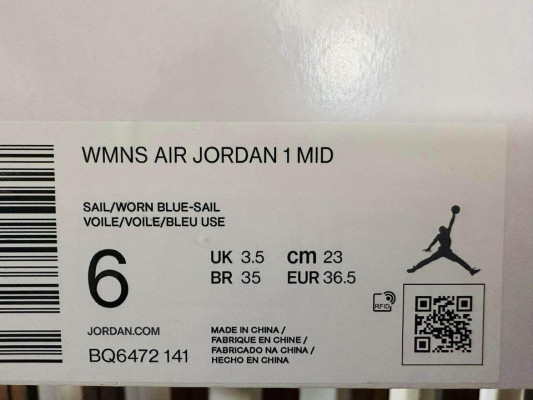 WMNS AIR JORDAN 1 MID
SAIL/WORN BLUE-SAIL
VOILE/VOILE/BLEU USE
6
UK 3.5 cm 23
BR 35 EUR 36.5
RFID
JORDAN.COM
BQ6472 141
MADE IN CHINA /
FABRIQUE EN CHINE /
FABRICADO NA CHINA /
HECHO EN CHINA